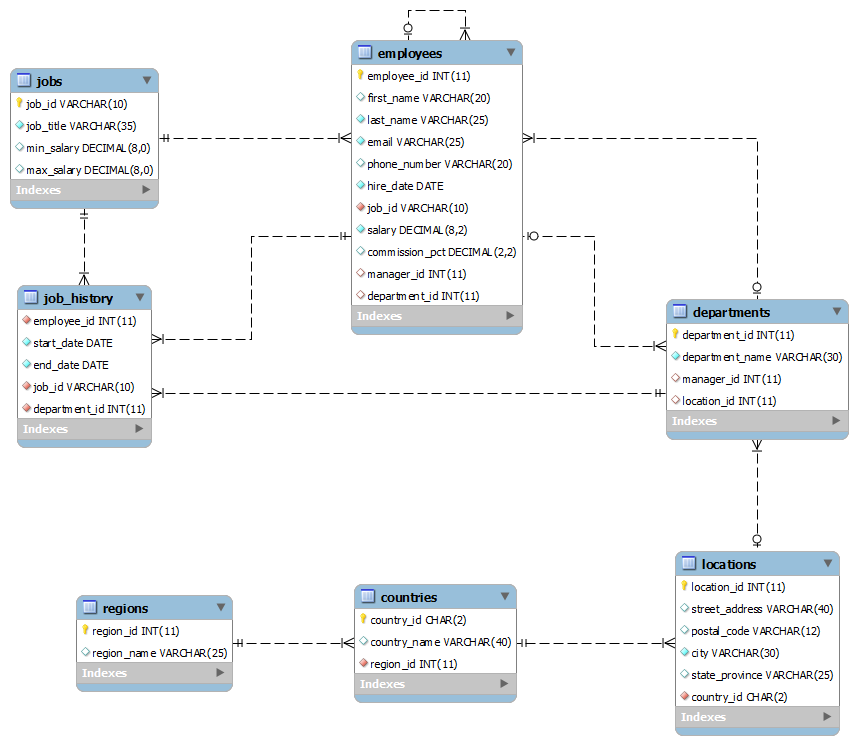 employees
employee_id INT(11)
first_name VARCHAR(20)
last_name VARCHAR(25)
email VARCHAR(25)
phone_number VARCHAR(20)
hire_date DATE
job_id VARCHAR(10)
salary DECIMAL(8,2)
commission_pct DECIMAL(2,2)
manager_id INT(11)
department_id INT(11)
Indexes
jobs
job_id VARCHAR(10)
job_title VARCHAR(35)
min_salary DECIMAL(8,0)
max_salary DECIMAL(8,0)
Indexes
job_history
employee_id INT(11)
start_date DATE
end_date DATE
job_id VARCHAR(10)
department_id INT(11)
Indexes
departments
department_id INT(11)
department_name VARCHAR(30)
manager_id INT(11)
location_id INT(11)
Indexes
regions
region_id INT(11)
region_name VARCHAR(25)
Indexes
countries
country_id CHAR(2)
country_name VARCHAR(40)
region_id INT(11)
Indexes
locations
location_id INT(11)
street_address VARCHAR(40)
postal_code VARCHAR(12)
city VARCHAR(30)
state_province VARCHAR(25)
country_id CHAR(2)
Indexes